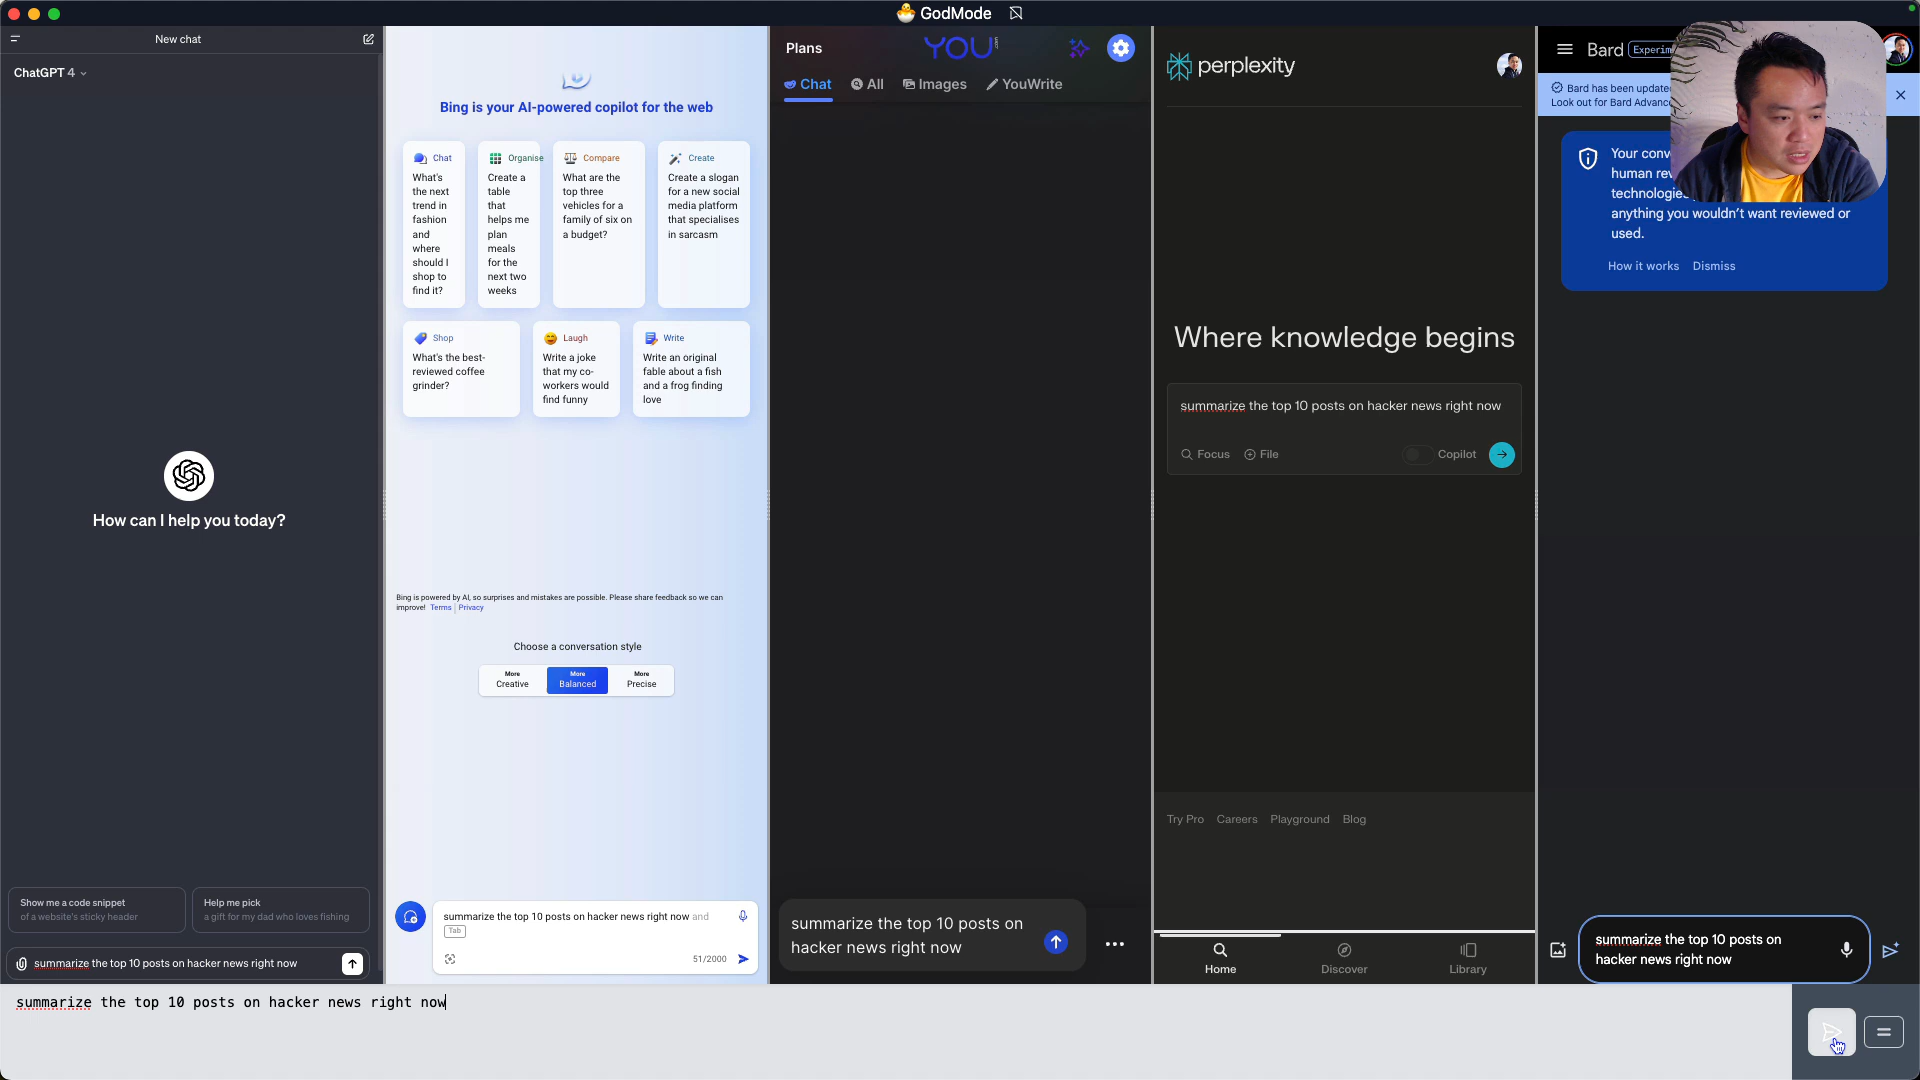 🐣 GodMode
New chat
ChatGPT 4
How can I help you today?
Show me a code snippet
of a website's sticky header
Help me pick
a gift for my dad who loves fishing
summarize the top 10 posts on hacker news right now
Bing is your AI-powered copilot for the web
Chat
What's
the next
trend in
fashion
and
where
should I
shop to
find it?
Organise
Create a
table
that
helps me
plan
meals
for the
next two
weeks
Compare
What are the
top three
vehicles for a
family of six on
a budget?
Create
Create a slogan
for a new social
media platform
that specialises
in sarcasm
Shop
What's the best-
reviewed coffee
grinder?
Laugh
Write a joke
that my co-
workers would
find funny
Write
Write an original
fable about a fish
and a frog finding
love
Bing is powered by AI, so surprises and mistakes are possible. Please share feedback so we can
improve! Terms | Privacy
Choose a conversation style
More
Creative
More
Balanced
More
Precise
summarize the top 10 posts on hacker news right now and
Tab
51/2000
Plans
YOU
Chat
All
Images
YouWrite
summarize the top 10 posts on
hacker news right now
perplexity
Where knowledge begins
summarize the top 10 posts on hacker news right now
Focus
File
Copilot
Try Pro
Careers
Playground
Blog
Home
Discover
Library
Bard
Bard has been
Look out for Bard
Your
human
anything you wouldn't want reviewed or
used.
How it works
Dismiss
summarize the top 10 posts on
hacker news right now
summarize the top 10 posts on hacker news right now